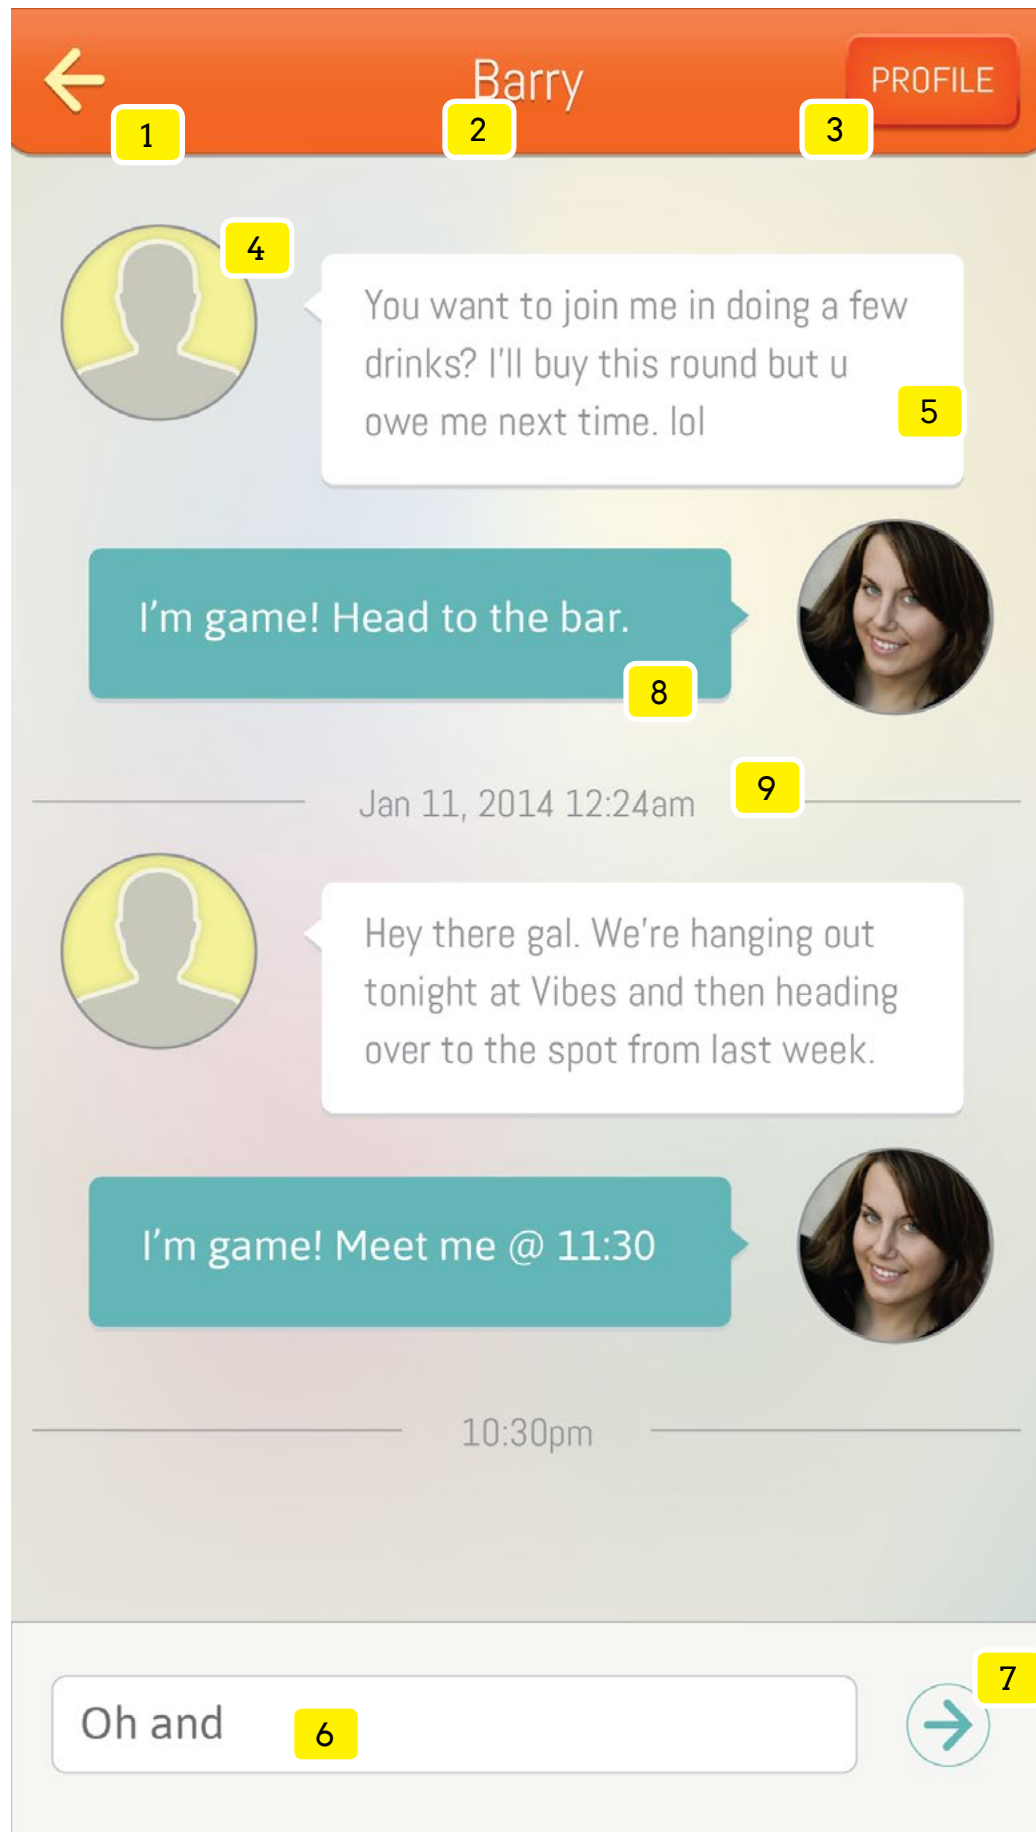 Barry
PROFILE
1
2
3
4
You want to join me in doing a few
drinks? I'll buy this round but u
owe me next time. lol
5
I'm game! Head to the bar.
8
Jan 11, 2014 12:24am
9
Hey there gal. We're hanging out
tonight at Vibes and then heading
over to the spot from last week.
I'm game! Meet me @ 11:30
10:30pm
7
Oh and
6